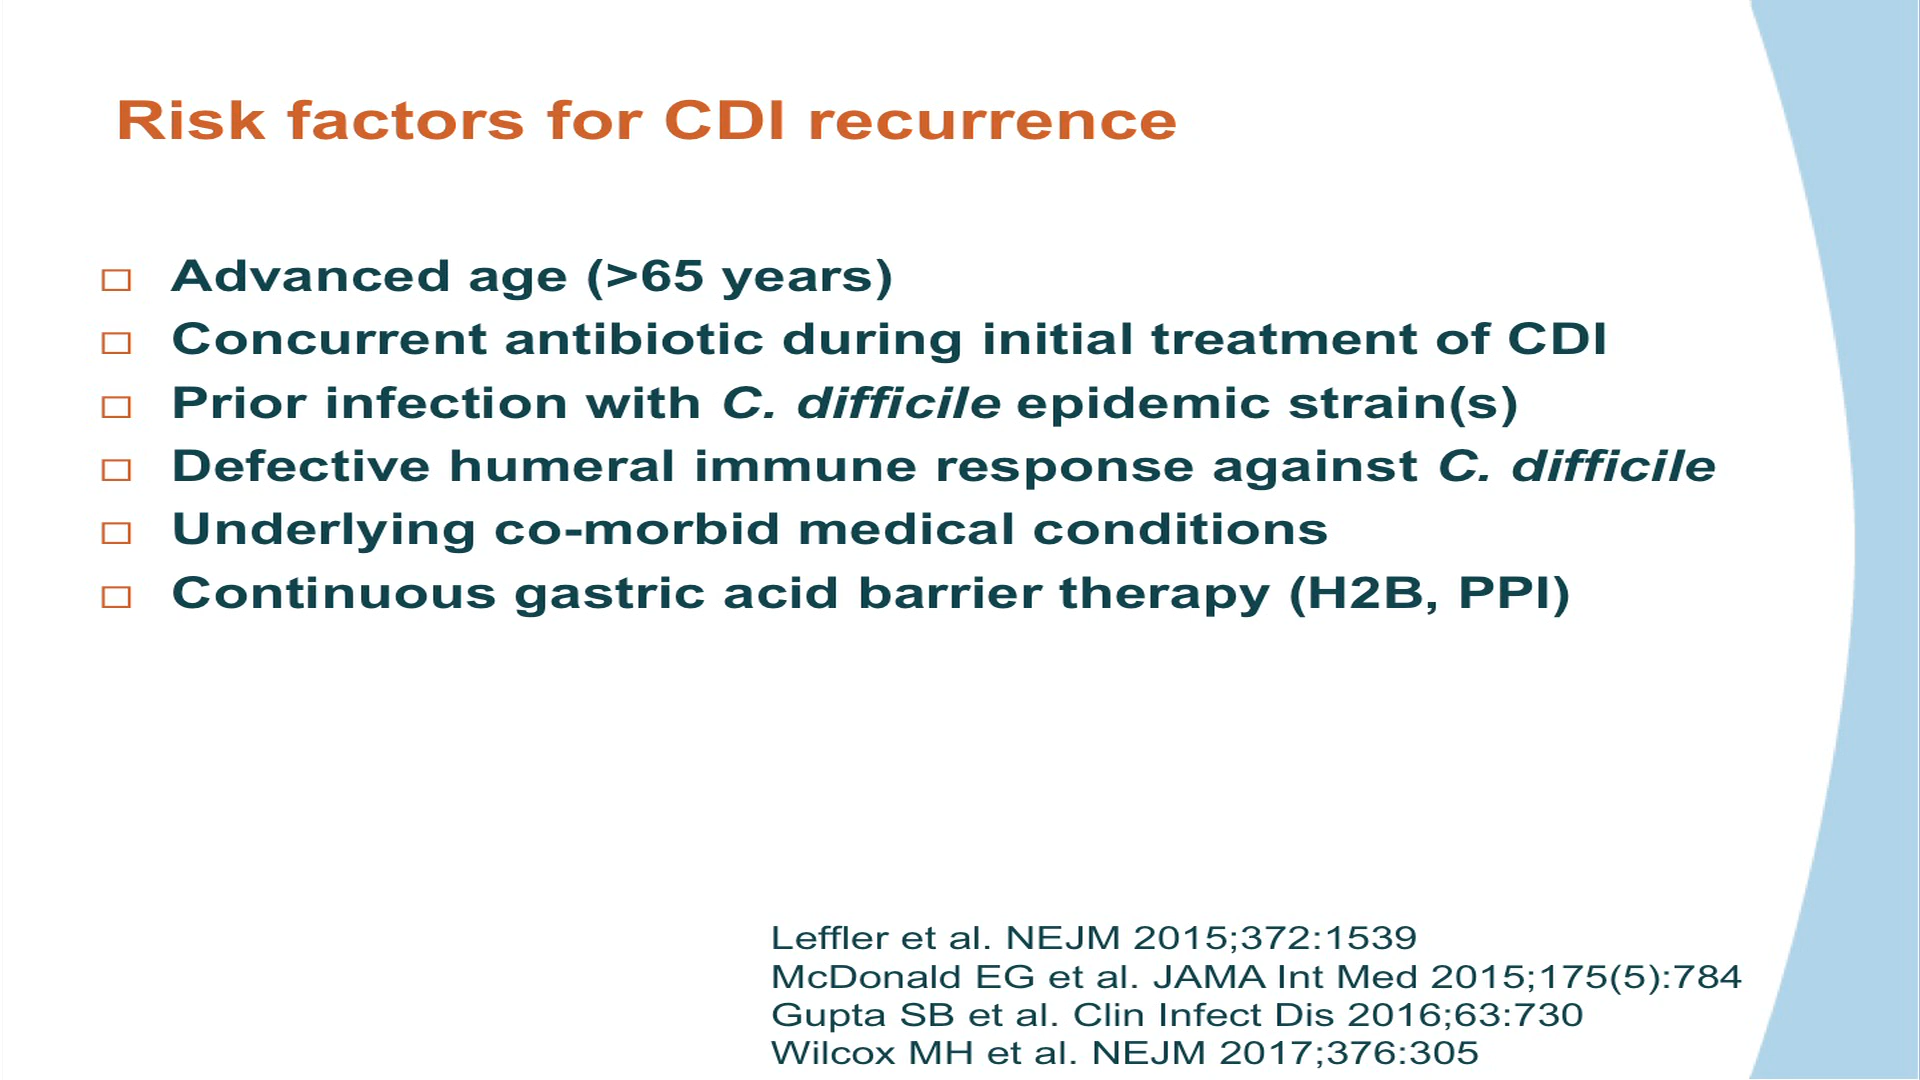 Risk factors for CDI recurrence
Advanced age (>65 years)
Concurrent antibiotic during initial treatment of CDI
Prior infection with C. difficile epidemic strain(s)
Defective humeral immune response against C. difficile
Underlying co-morbid medical conditions
Continuous gastric acid barrier therapy (H2B, PPI)
Leffler et al. NEJM 2015;372:1539
McDonald EG et al. JAMA Int Med 2015;175(5):784
Gupta SB et al. Clin Infect Dis 2016;63:730
Wilcox MH et al. NEJM 2017;376:305